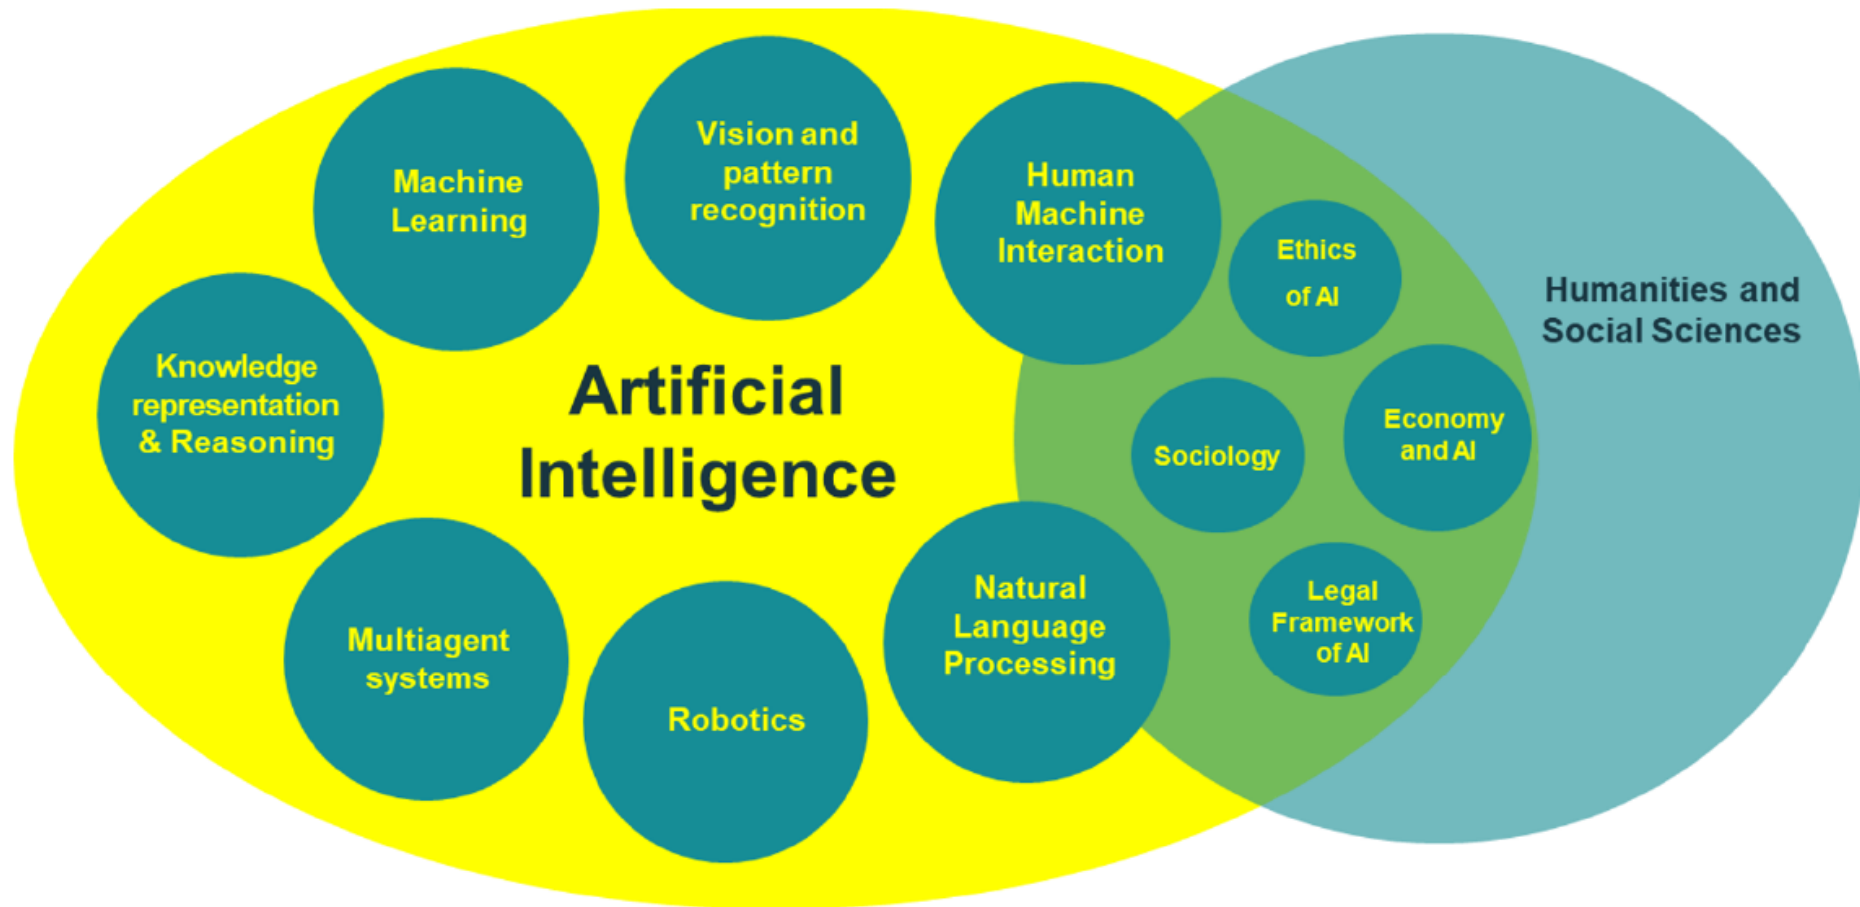 Machine
Learning
Vision and
pattern
recognition
Human
Machine
Interaction
Ethics
of AI
Humanities and
Social Sciences
Knowledge
representation
& Reasoning
Artificial
Intelligence
Sociology
Economy
and AI
Multiagent
systems
Robotics
Natural
Language
Processing
Legal
Framework
of AI